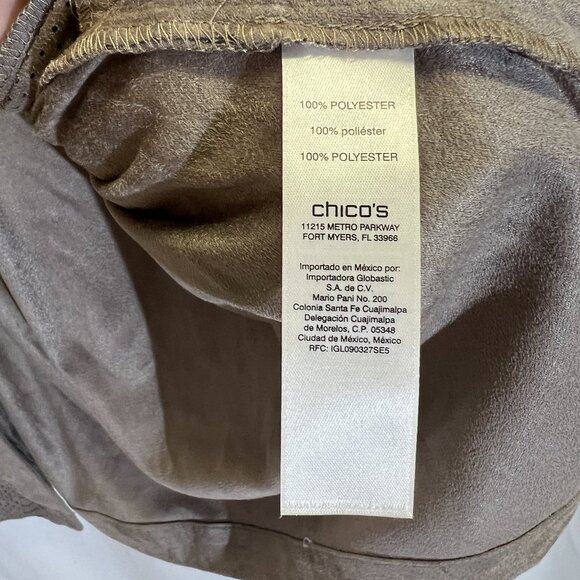 100% POLYESTER
100% poliéster
100% POLYESTER
chico's
11215 METRO PARKWAY
FORT MYERS, FL 33966
Importado en México por:
Importadora Globastic
S.A. de C.V.
Mario Pani No. 200
Colonia Santa Fe Cuajimalpa
Delegación Cuajimalpa
de Morelos, C.P. 05348
Ciudad de México, México
RFC: IGL090327SE5